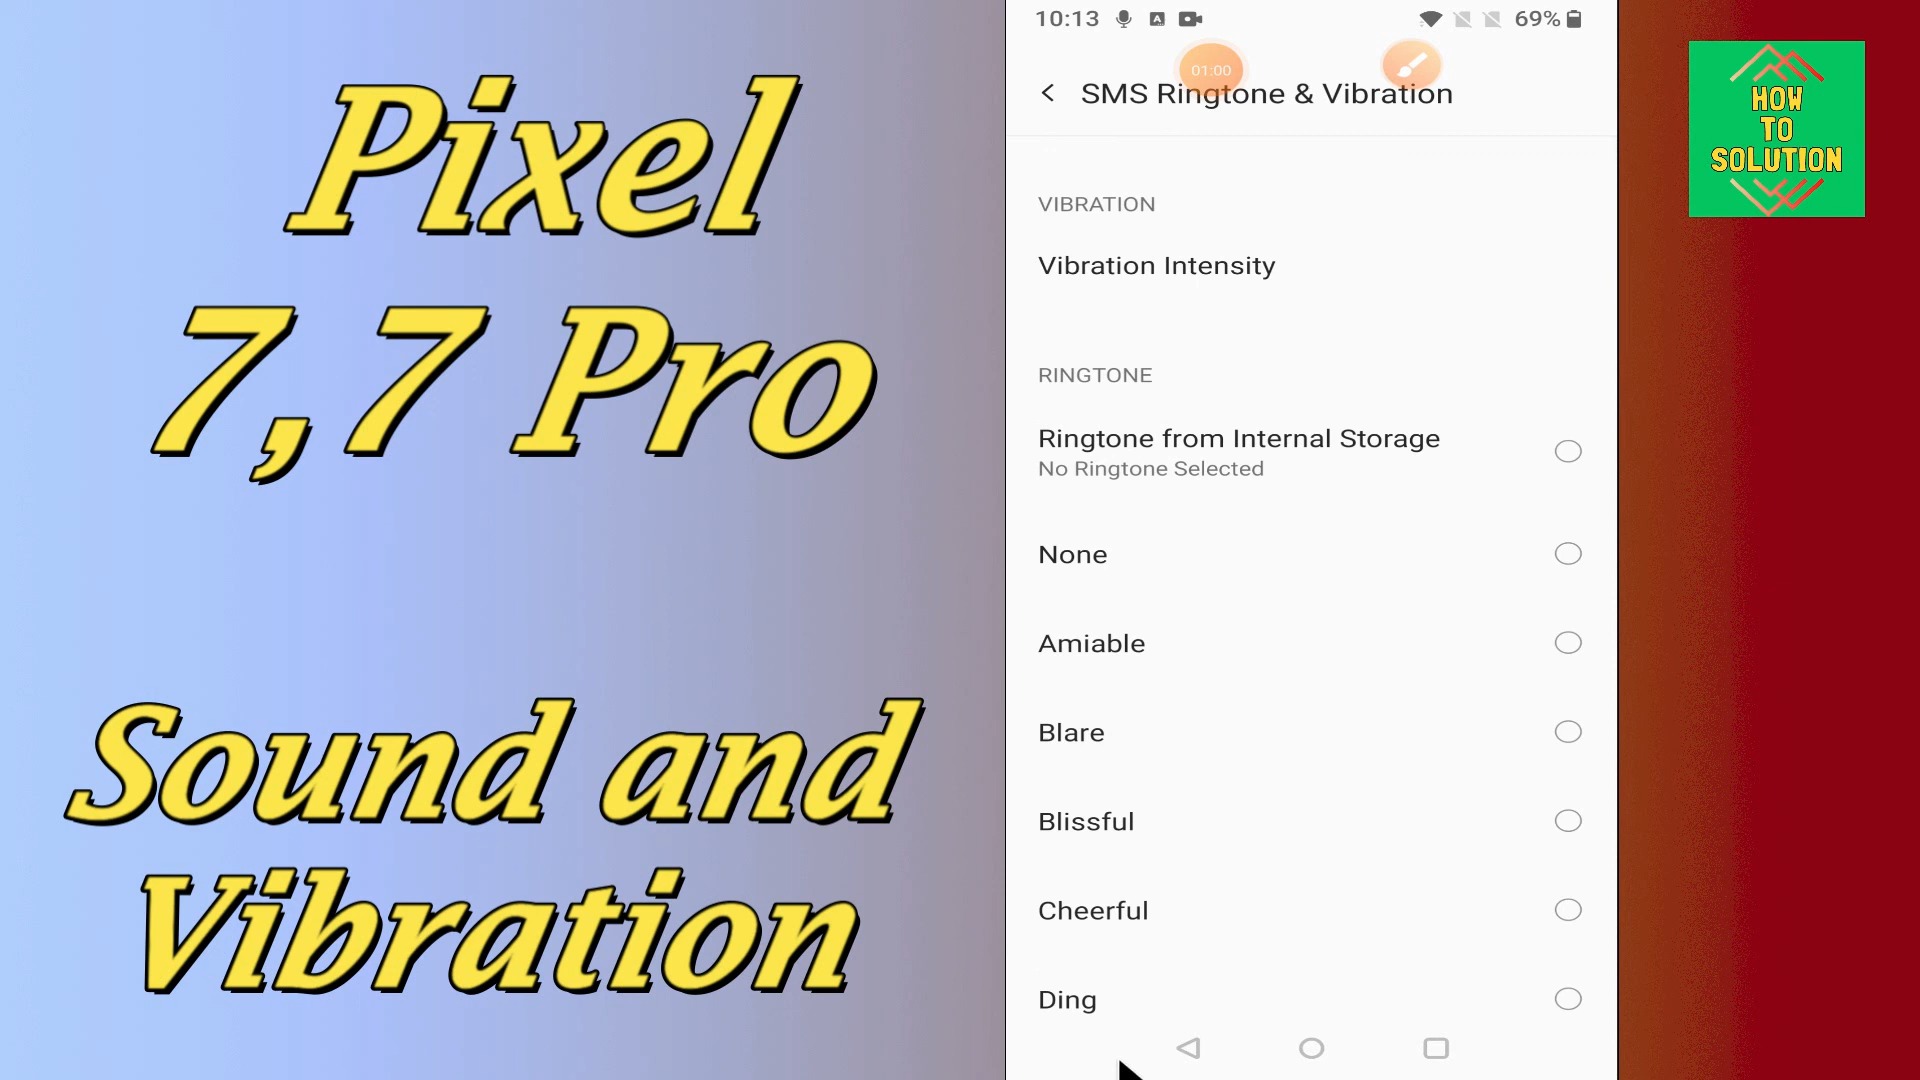 Pixel
7,7 Pro
Sound and
Vibration
10:13
A
69%
01:00
SMS Ringtone & Vibration
VIBRATION
Vibration Intensity
RINGTONE
Ringtone from Internal Storage
No Ringtone Selected
None
Amiable
Blare
Blissful
Cheerful
Ding
HOW
TO
SOLUTION